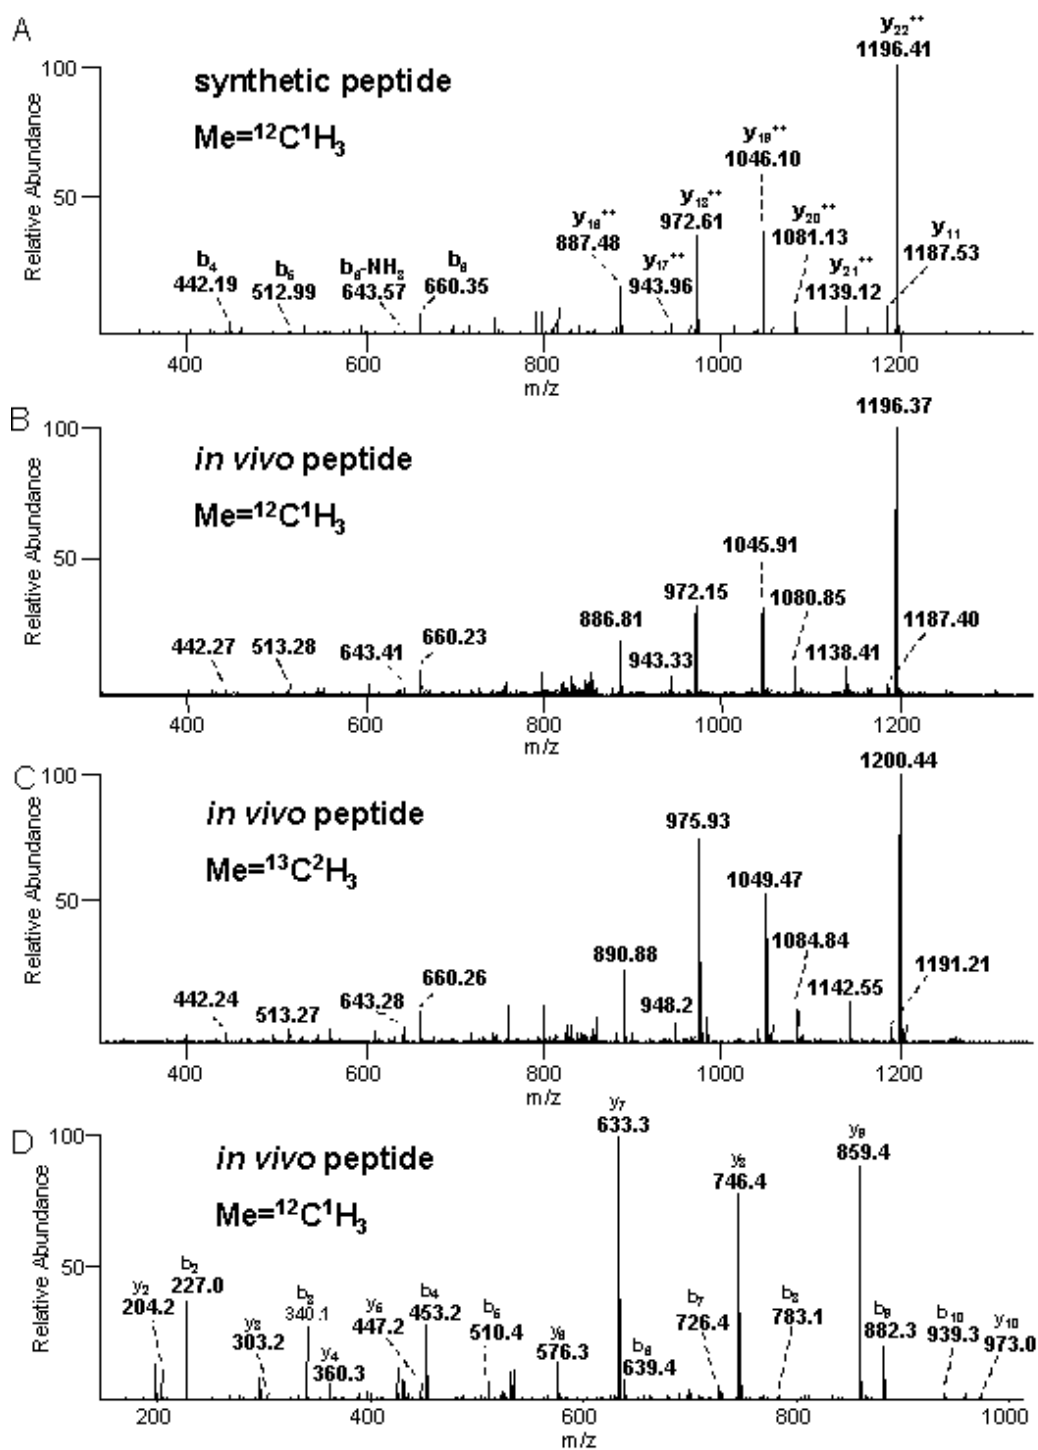 A
synthetic peptide
Me=¹²C¹H₃
Relative Abundance
100
50
b₄
442.19
b₅
512.99
b₆-NH₃
643.57
b₆
660.35
y₁₆⁺⁺
887.48
y₁₇⁺⁺
943.96
y₁₈⁺⁺
972.61
y₁₉⁺⁺
1046.10
y₂₀⁺⁺
1081.13
y₂₁⁺⁺
1139.12
y₁₁
1187.53
y₂₂⁺⁺
1196.41
400 600 800 1000 1200
m/z
B
in vivo peptide
Me=¹²C¹H₃
Relative Abundance
100
50
442.27
513.28
643.41
660.23
886.81
943.33
972.15
1045.91
1080.85
1138.41
1187.40
1196.37
400 600 800 1000 1200
m/z
C
in vivo peptide
Me=¹³C²H₃
Relative Abundance
100
50
442.24
513.27
643.28
660.26
890.88
948.2
975.93
1049.47
1084.84
1142.55
1191.21
1200.44
400 600 800 1000 1200
m/z
D
in vivo peptide
Me=¹²C¹H₃
Relative Abundance
100
50
y₂
204.2
b₂
227.0
y₃
303.2
b₃
340.1
y₄
360.3
y₅
447.2
b₄
453.2
b₅
510.4
y₆
576.3
y₇
633.3
b₆
639.4
b₇
726.4
y₈
746.4
b₈
783.1
y₉
859.4
b₉
882.3
b₁₀
939.3
y₁₀
973.0
200 400 600 800 1000
m/z